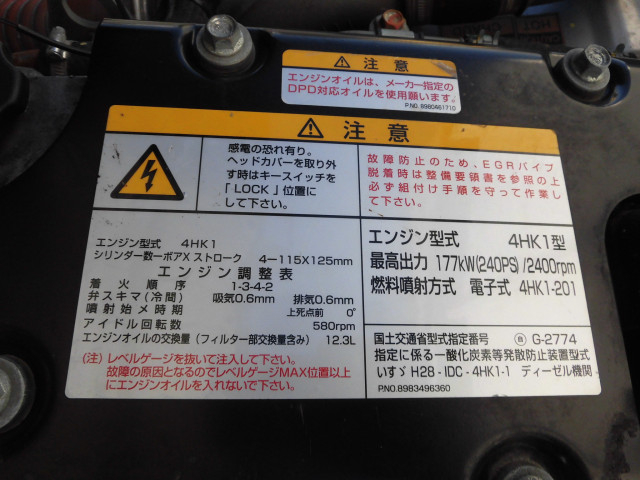 注意
エンジンオイルは、メーカー指定の
DPD対応オイルを使用願います。
P.NO. 8980461710
注意
感電の恐れ有り。
ヘッドカバーを取り外
す時はキースイッチを
「LOCK」位置に
して下さい。
故障防止のため、EGRパイプ
脱着時は整備要領書を参照の上
必ず組付け手順を守って作業し
て下さい。
エンジン型式 4HK1
シリンダー数ーボアXストローク 4-115X125mm
エンジン調整表
着火順序 1-3-4-2
弁スキマ(冷間) 吸気0.6mm 排気0.6mm
噴射始メ時期 上死点前 0°
アイドル回転数 580rpm
エンジンオイルの交換量(フィルター部交換量含み) 12.3L
(注)レベルゲージを抜いて注入して下さい。
故障の原因となるのでレベルゲージMAX位置以上
にエンジンオイルを入れないで下さい。
エンジン型式 4HK1型
最高出力 177kW(240PS)/2400rpm
燃料噴射方式 電子式 4HK1-201
国土交通省型式指定番号 G-2774
指定に係る一酸化炭素等発散防止装置型式
いすゞH28-IDC-4HK1-1 ディーゼル機関
P.NO.8983496360